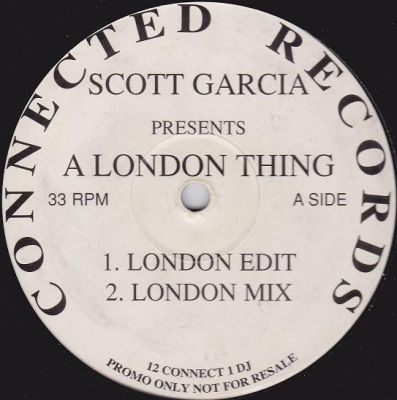 CONNECTED RECORDS
SCOTT GARCIA
PRESENTS
A LONDON THING
33 RPM A SIDE
1. LONDON EDIT
2. LONDON MIX
12 CONNECT 1 DJ
PROMO ONLY NOT FOR RESALE